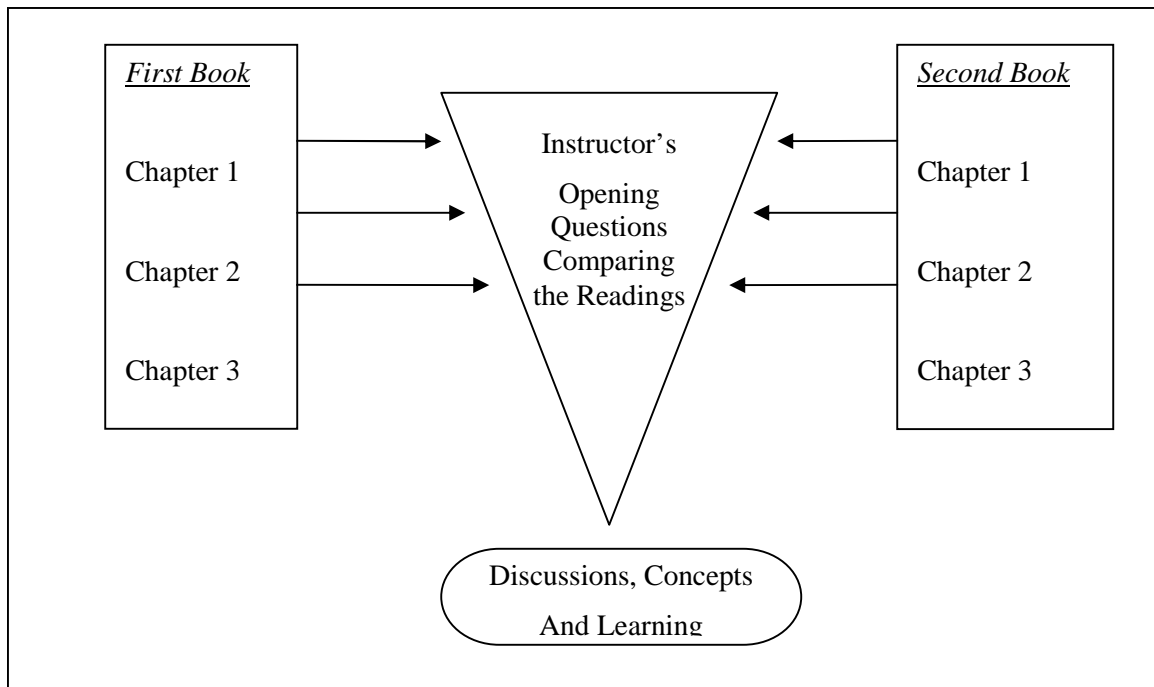 First Book
Chapter 1
Chapter 2
Chapter 3
Instructor’s
Opening
Questions
Comparing
the Readings
Second Book
Chapter 1
Chapter 2
Chapter 3
Discussions, Concepts
And Learning